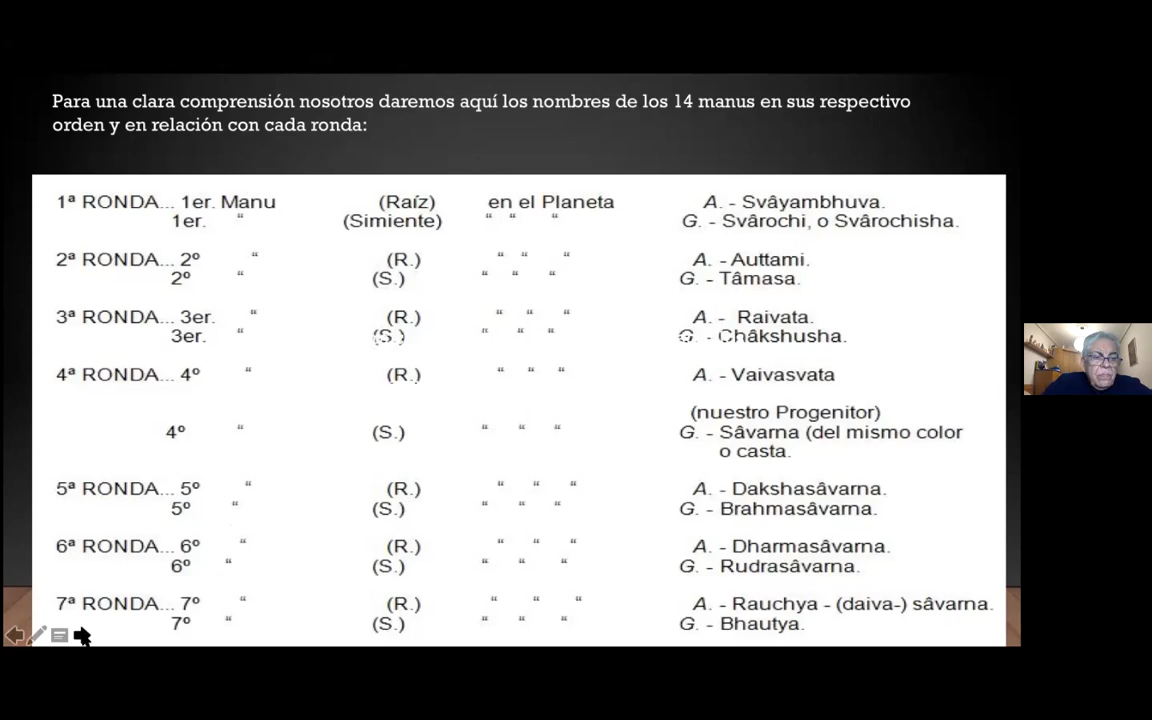 Para una clara comprensión nosotros daremos aquí los nombres de los 14 manus en sus respectivo
orden y en relación con cada ronda:
1ª RONDA... 1er. Manu (Raíz) en el Planeta A. - Svâyambhuva.
1er. “ (Simiente) “ “ “ G. - Svârochi, o Svârochisha.
2ª RONDA... 2º “ (R.) “ “ “ A. - Auttami.
2º “ (S.) “ “ “ G. - Tâmasa.
3ª RONDA... 3er. “ (R.) “ “ “ A. - Raivata.
3er. “ (S.) “ “ “ G. - Châkshusha.
4ª RONDA... 4º “ (R.) “ “ “ A. - Vaivasvata
(nuestro Progenitor)
4º “ (S.) “ “ “ G. - Sâvarna (del mismo color
o casta.
5ª RONDA... 5º “ (R.) “ “ “ A. - Dakshasâvarna.
5º “ (S.) “ “ “ G. - Brahmasâvarna.
6ª RONDA... 6º “ (R.) “ “ “ A. - Dharmasâvarna.
6º “ (S.) “ “ “ G. - Rudrasâvarna.
7ª RONDA... 7º “ (R.) “ “ “ A. - Rauchya - (daiva-) sâvarna.
7º “ (S.) “ “ “ G. - Bhautya.